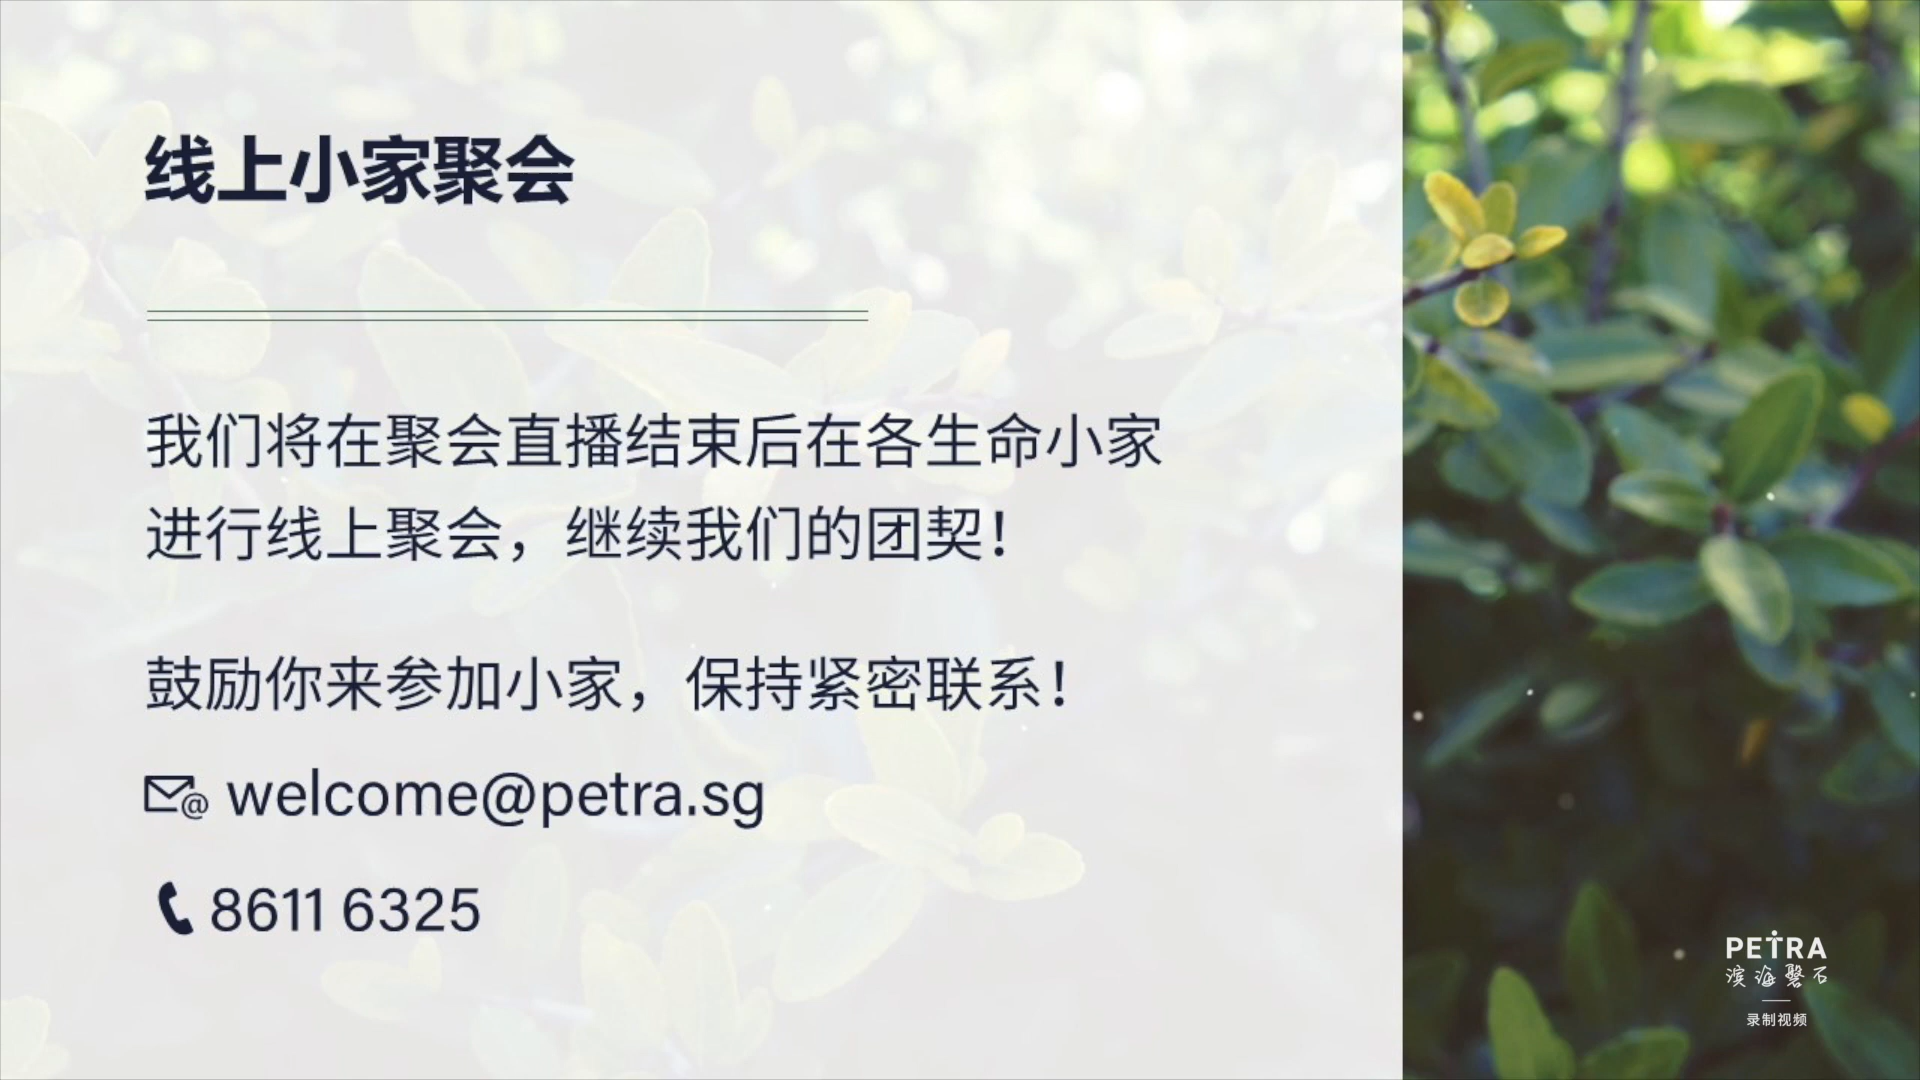 线上小家聚会
我们将在聚会直播结束后在各生命小家
进行线上聚会，继续我们的团契！
鼓励你来参加小家，保持紧密联系！
welcome@petra.sg
8611 6325
PETRA
滨海磐石
录制视频